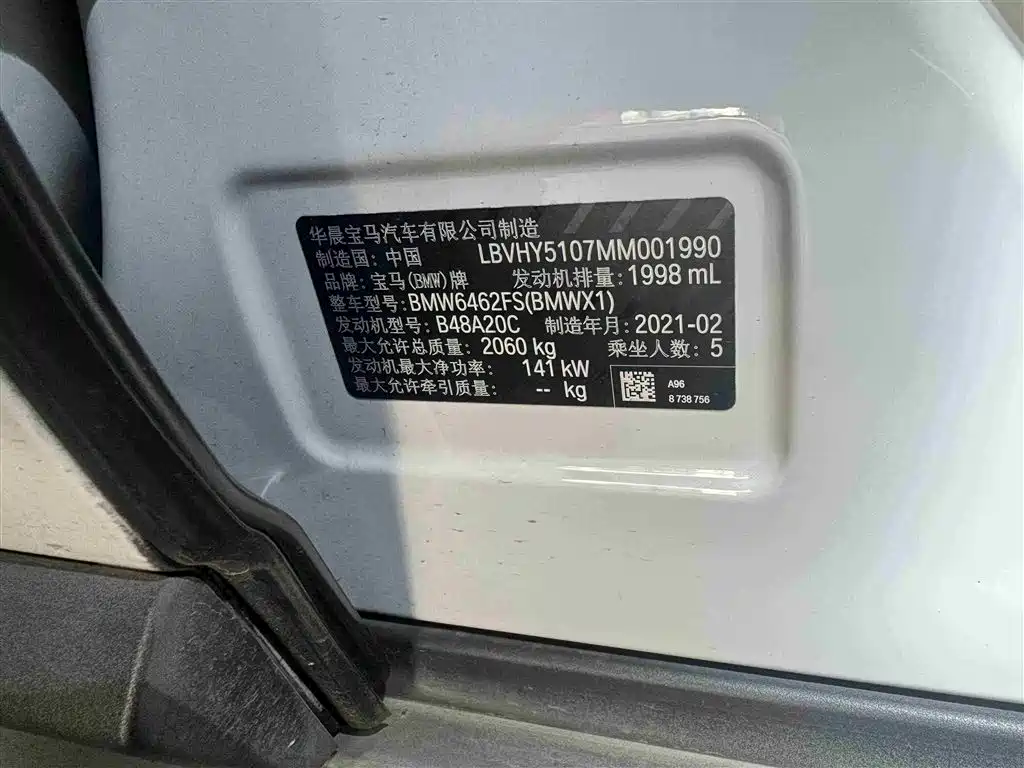 华晨宝马汽车有限公司制造
制造国: 中国 LBVHY5107MM001990
品牌: 宝马(BMW)牌 发动机排量: 1998 mL
整车型号: BMW6462FS(BMWX1)
发动机型号: B48A20C 制造年月: 2021-02
最大允许总质量: 2060 kg 乘坐人数: 5
发动机最大净功率: 141 kW
最大允许牵引质量: -- kg
A96
8 738 756